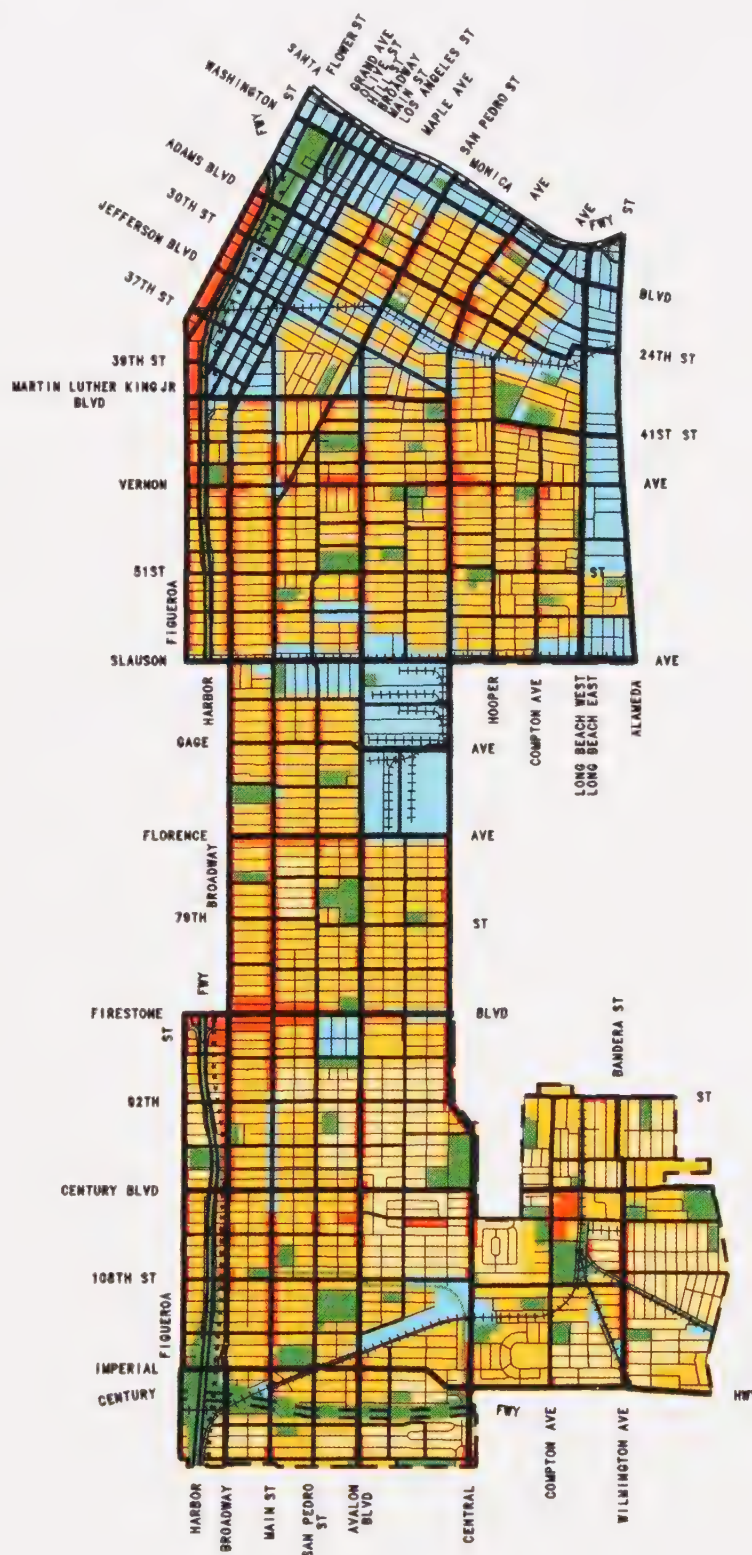 SANTA
FLOWER ST
GRAND AVE
OLIVE ST
HILL ST
BROADWAY
MAIN ST
LOS ANGELES ST
MAPLE AVE
SAN PEDRO ST
MONICA
AVE
AVE
FWY
ST
WASHINGTON
FWY
ST
ADAMS BLVD
30TH ST
JEFFERSON BLVD
37TH ST
BLVD
39TH ST
24TH ST
MARTIN LUTHER KING JR
BLVD
41ST ST
VERNON
AVE
51ST
ST
FIGUEROA
SLAUSON
AVE
HARBOR
HOOPER
COMPTON AVE
LONG BEACH WEST
LONG BEACH EAST
ALAMEDA
GAGE
AVE
FLORENCE
AVE
BROADWAY
79TH
ST
FWY
FIRESTONE
BLVD
ST
BANDERA ST
92TH
ST
CENTURY BLVD
108TH ST
FIGUEROA
IMPERIAL
CENTURY
FWY
HWY
HARBOR
BROADWAY
MAIN ST
SAN PEDRO
ST
AVALON
BLVD
CENTRAL
COMPTON AVE
WILMINGTON AVE